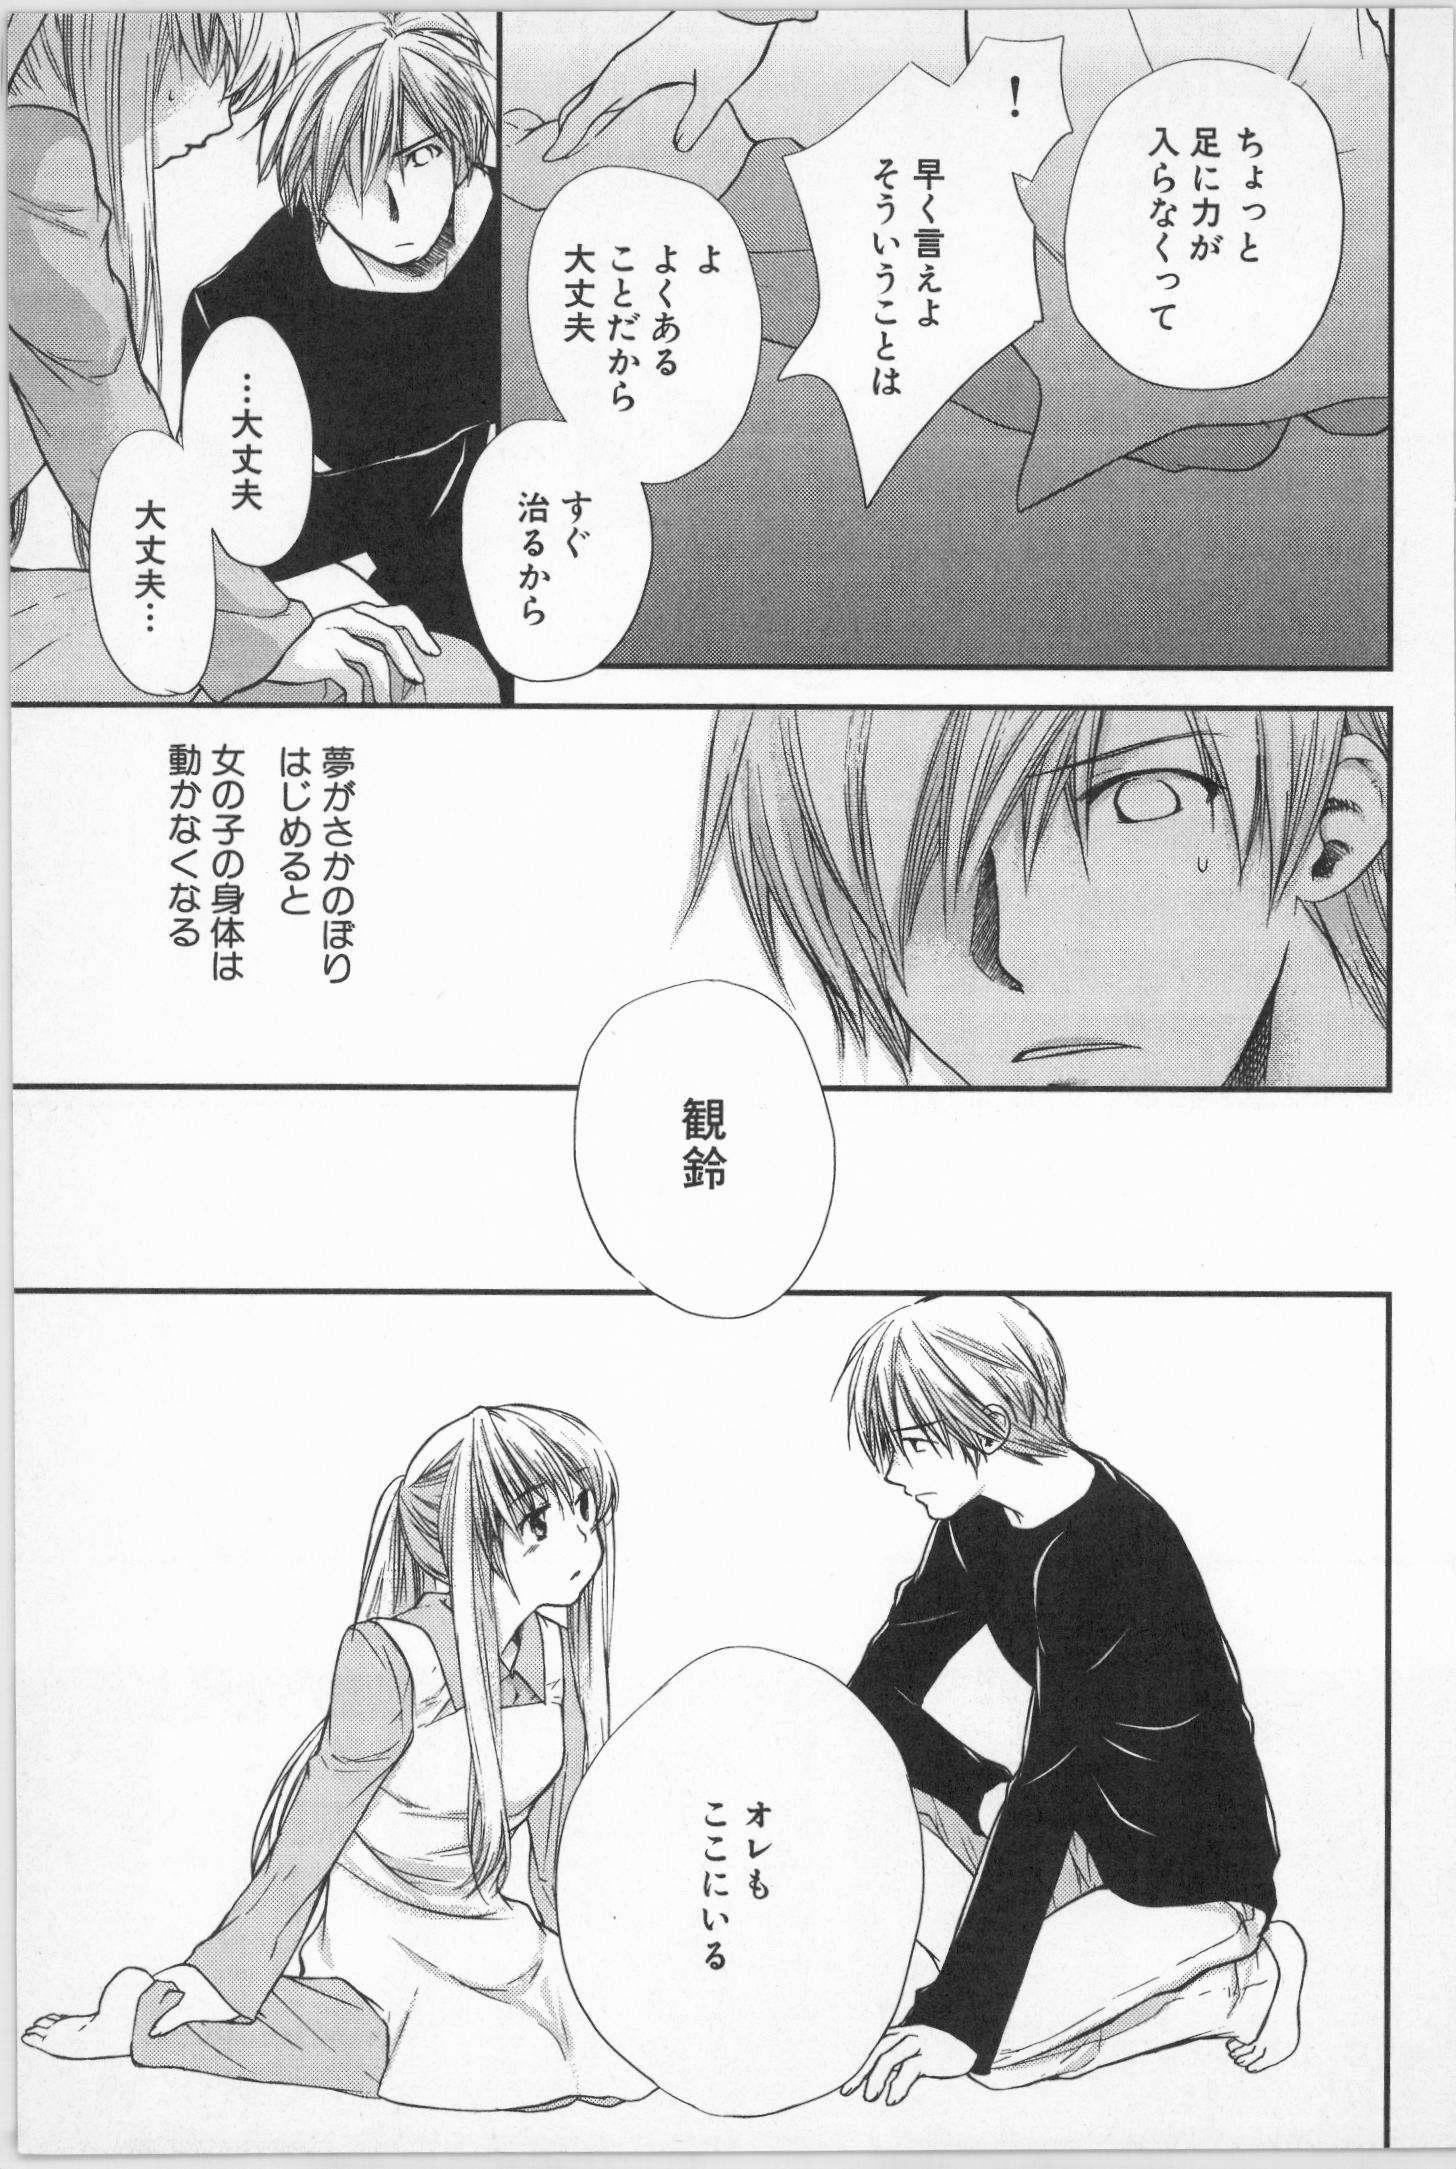 ちょっと
足に力が
入らなくって
！
早く言えよ
そういうことは
よ
よくある
ことだから
大丈夫
すぐ
治るから
…大丈夫
大丈夫…
夢がさかのぼり
はじめると
女の子の身体は
動かなくなる
観鈴
オレも
ここにいる